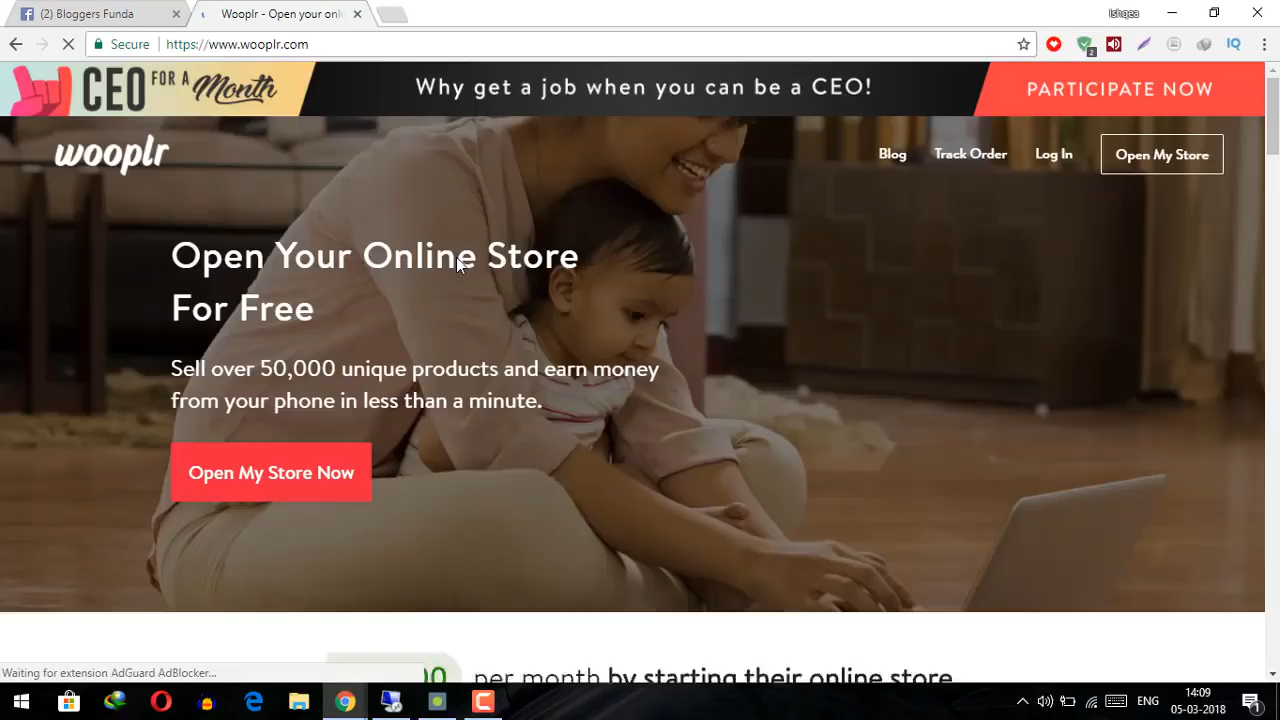 (2) Bloggers Funda
Wooplr - Open your onli
Ishqea
Secure
https://www.wooplr.com
2
IQ
CEO FOR A Month
Why get a job when you can be a CEO!
PARTICIPATE NOW
wooplr
Blog
Track Order
Log In
Open My Store
Open Your Online Store
For Free
Sell over 50,000 unique products and earn money
from your phone in less than a minute.
Open My Store Now
per month by starting their online store
Waiting for extension AdGuard AdBlocker...
ENG
14:09
05-03-2018
1